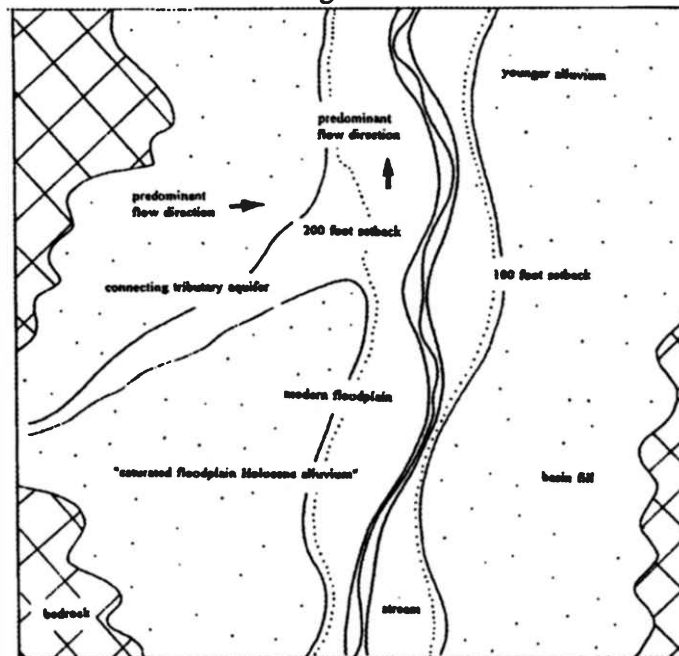 younger alluvium
predominant
flow direction
predominant
flow direction
200 foot setback
connecting tributary aquifer
100 foot setback
modern floodplain
"saturated floodplain Holocene alluvium"
basin fill
bedrock
stream